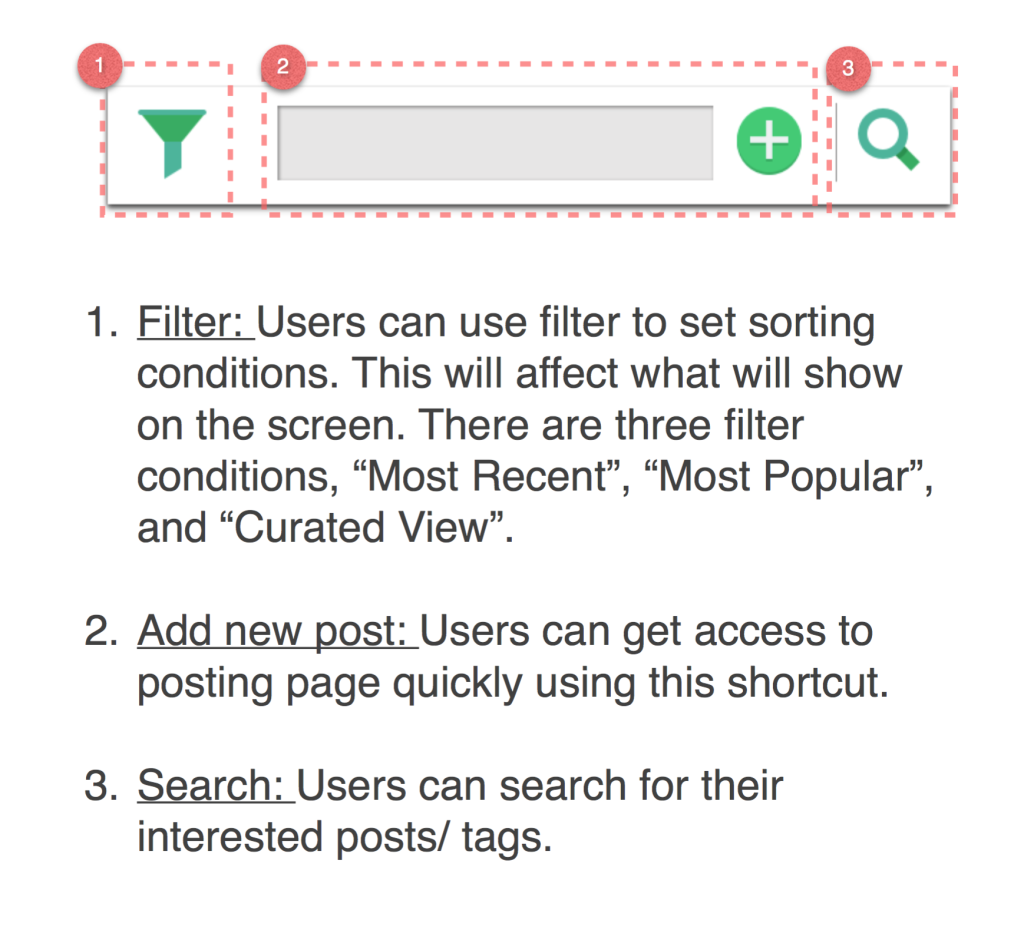 1 2 3
1. Filter: Users can use filter to set sorting
conditions. This will affect what will show
on the screen. There are three filter
conditions, “Most Recent”, “Most Popular”,
and “Curated View”.
2. Add new post: Users can get access to
posting page quickly using this shortcut.
3. Search: Users can search for their
interested posts/ tags.